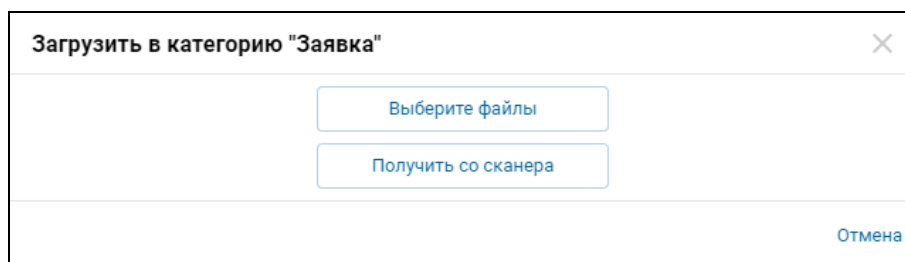 Загрузить в категорию "Заявка"
Выберите файлы
Получить со сканера
Отмена